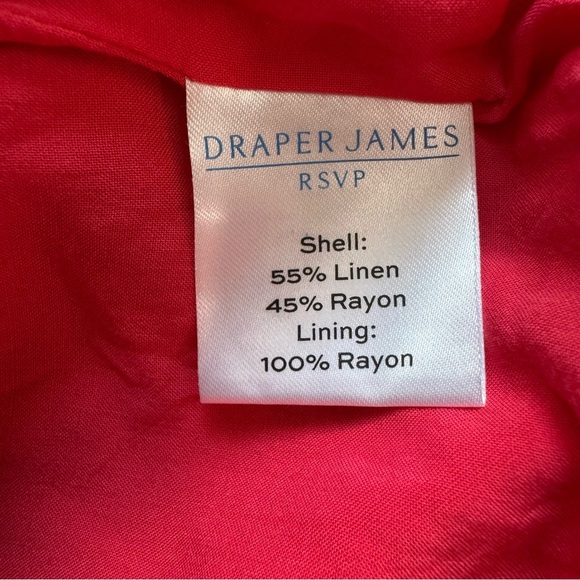 DRAPER JAMES
RSVP
Shell:
55% Linen
45% Rayon
Lining:
100% Rayon